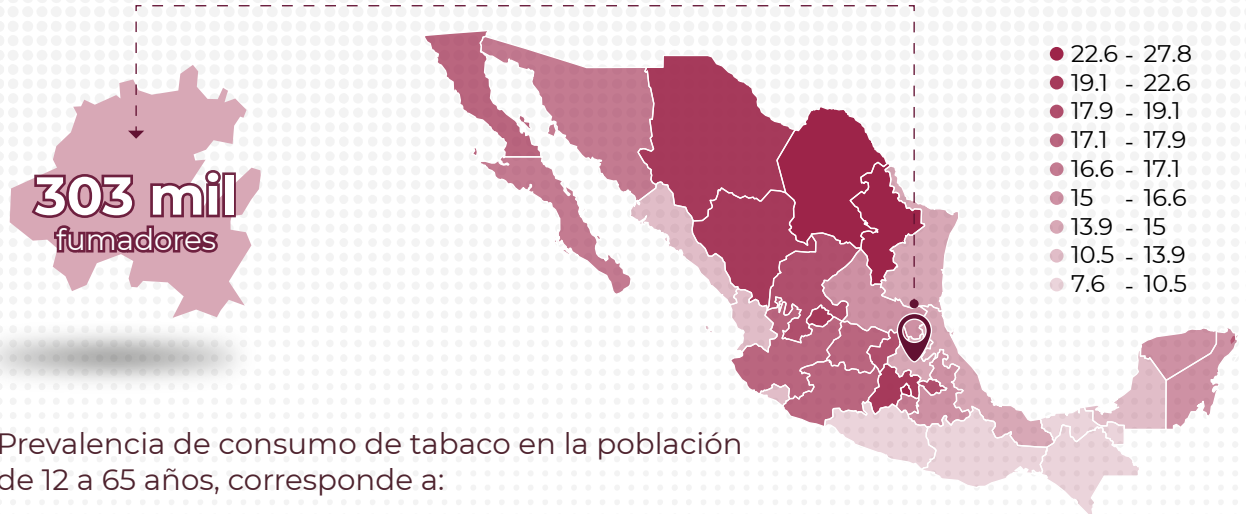 303 mil
fumadores
22.6 - 27.8
19.1 - 22.6
17.9 - 19.1
17.1 - 17.9
16.6 - 17.1
15 - 16.6
13.9 - 15
10.5 - 13.9
7.6 - 10.5
Prevalencia de consumo de tabaco en la población
de 12 a 65 años, corresponde a: